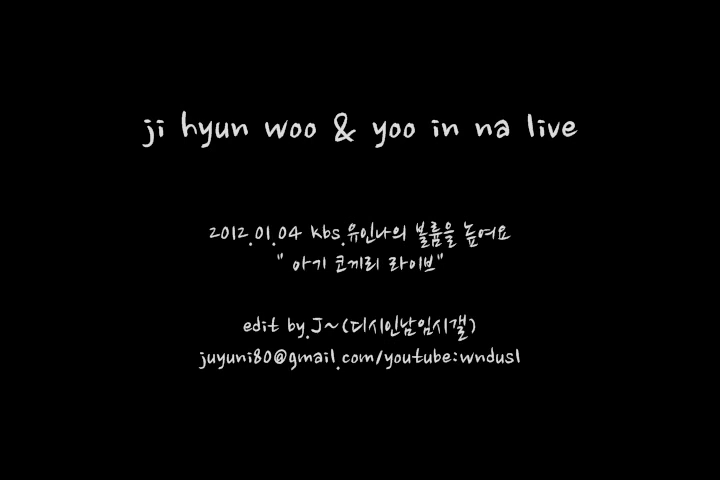 ji hyun woo & yoo in na live
2012.01.04 kbs.유인나의 볼륨을 높여요
" 아기 코끼리 라이브"
edit by.J~(디시인남임시갤)
juyuni80@gmail.com/youtube:wndusl